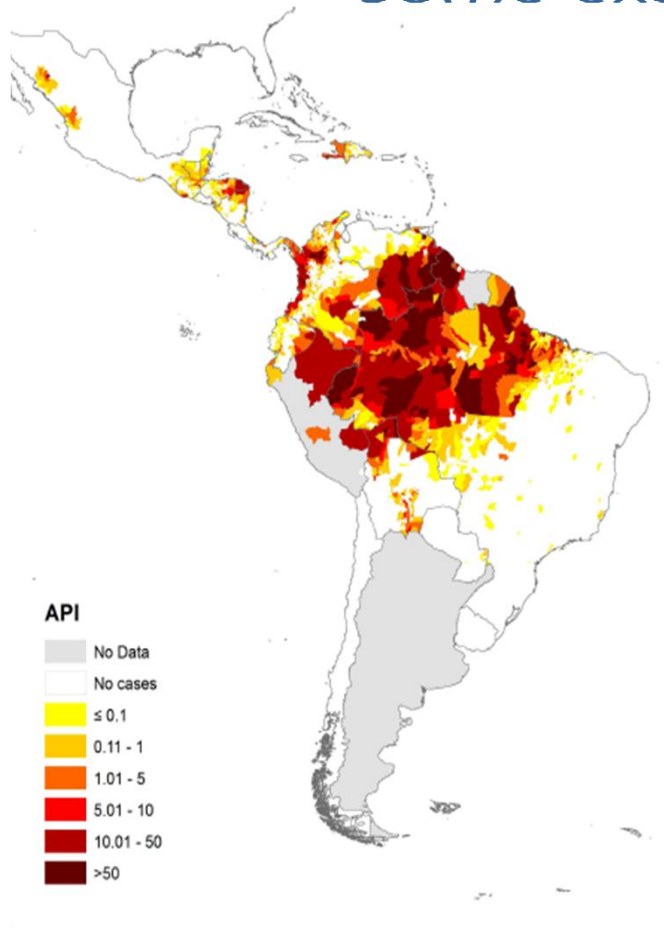 API
No Data
No cases
≤ 0.1
0.11 - 1
1.01 - 5
5.01 - 10
10.01 - 50
>50